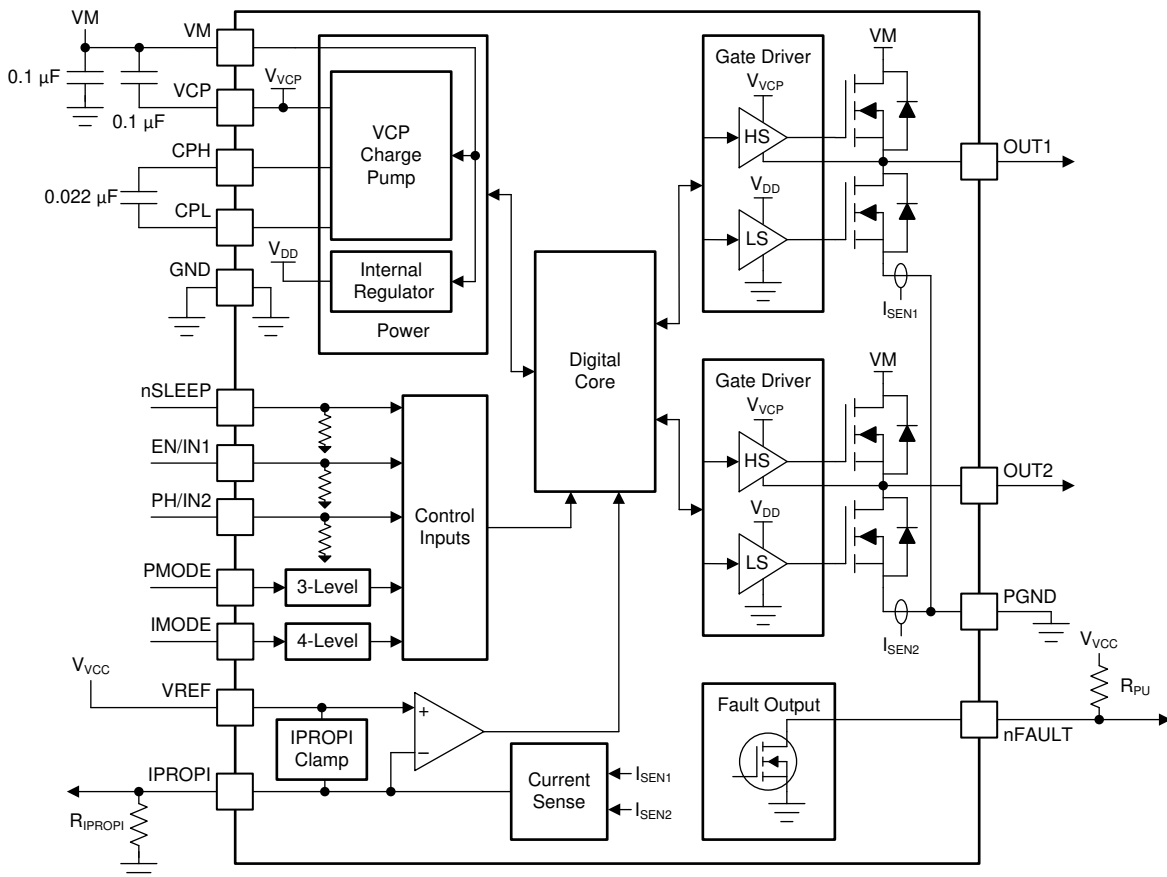 VM
VM
0.1 µF
0.1 µF
VCP
V_VCP
CPH
0.022 µF
CPL
GND
V_DD
VCP
Charge
Pump
Internal
Regulator
Power
nSLEEP
EN/IN1
PH/IN2
PMODE
3-Level
IMODE
4-Level
Control
Inputs
Digital
Core
V_VCC
VREF
IPROPI
Clamp
+
−
IPROPI
R_IPROPI
Current
Sense
I_SEN1
I_SEN2
Gate Driver
V_VCP
HS
V_DD
LS
VM
OUT1
I_SEN1
Gate Driver
V_VCP
HS
V_DD
LS
VM
OUT2
I_SEN2
PGND
V_VCC
R_PU
Fault Output
nFAULT